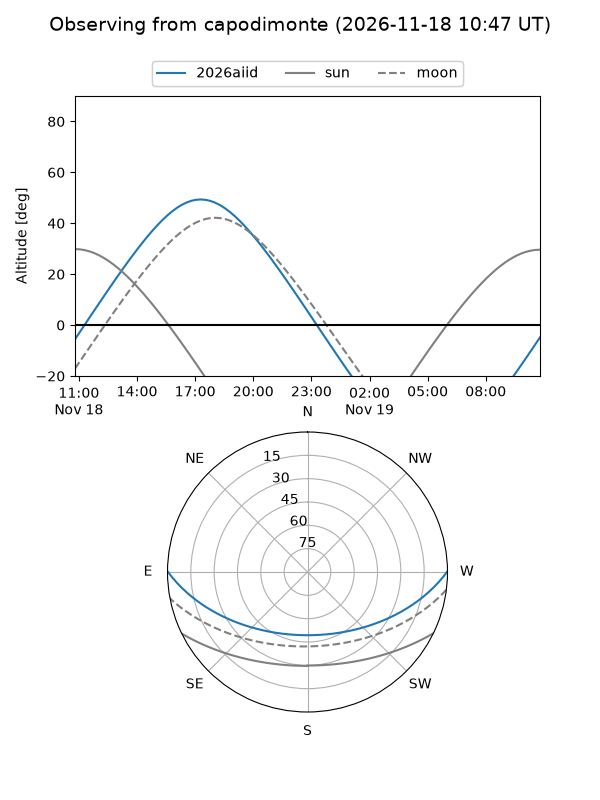 Observing from capodimonte (2026-11-18 10:47 UT)
2026aiid sun moon
Altitude [deg]
80
60
40
20
0
−20
11:00 14:00 17:00 20:00 23:00 02:00 05:00 08:00
Nov 18 Nov 19
N
NE NW
15
30
45
60
75
E W
SE SW
S